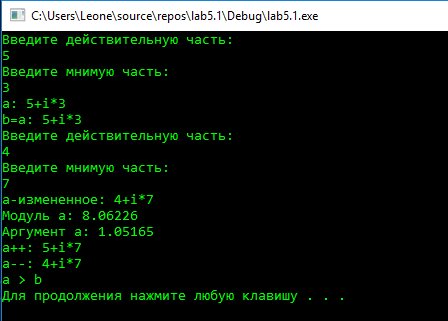 C:\Users\Leone\source\repos\lab5.1\Debug\lab5.1.exe
Введите действительную часть:
5
Введите мнимую часть:
3
a: 5+i*3
b=a: 5+i*3
Введите действительную часть:
4
Введите мнимую часть:
7
a-измененное: 4+i*7
Модуль a: 8.06226
Аргумент a: 1.05165
a++: 5+i*7
a--: 4+i*7
a > b
Для продолжения нажмите любую клавишу . . .